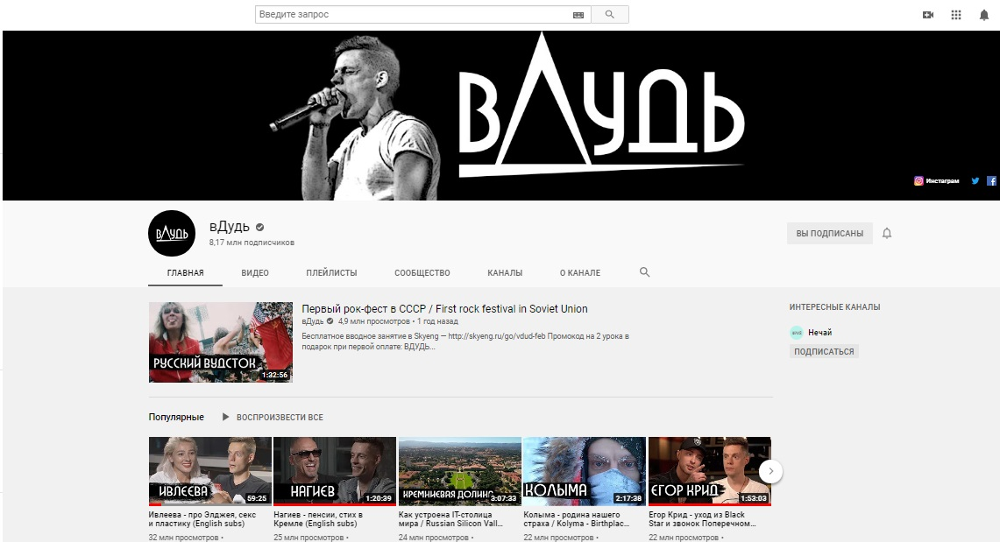 Введите запрос
вДудь
Инстаграм
вДудь
вДудь
8,17 млн подписчиков
ВЫ ПОДПИСАНЫ
ГЛАВНАЯ ВИДЕО ПЛЕЙЛИСТЫ СООБЩЕСТВО КАНАЛЫ О КАНАЛЕ
РУССКИЙ ВУДСТОК
1:32:56
Первый рок-фест в СССР / First rock festival in Soviet Union
вДудь 4,9 млн просмотров • 1 год назад
Бесплатное вводное занятие в Skyeng — http://skyeng.ru/go/vdud-feb Промокод на 2 урока в
подарок при первой оплате: ВДУДЬ...
ИНТЕРЕСНЫЕ КАНАЛЫ
Нечай
ПОДПИСАТЬСЯ
Популярные ВОСПРОИЗВЕСТИ ВСЕ
ИВЛЕЕВА
59:25
Ивлеева - про Элджея, секс
и пластику (English subs)
32 млн просмотров •
НАГИЕВ
1:20:39
Нагиев - пенсии, стих в
Кремле (English subs)
25 млн просмотров •
КРЕМНИЕВАЯ ДОЛИНА
3:07:33
Как устроена IT-столица
мира / Russian Silicon Vall...
24 млн просмотров •
КОЛЫМА
2:17:38
Колыма - родина нашего
страха / Kolyma - Birthplac...
22 млн просмотров •
ЕГОР КРИД
1:53:03
Егор Крид - уход из Black
Star и звонок Поперечном...
22 млн просмотров •